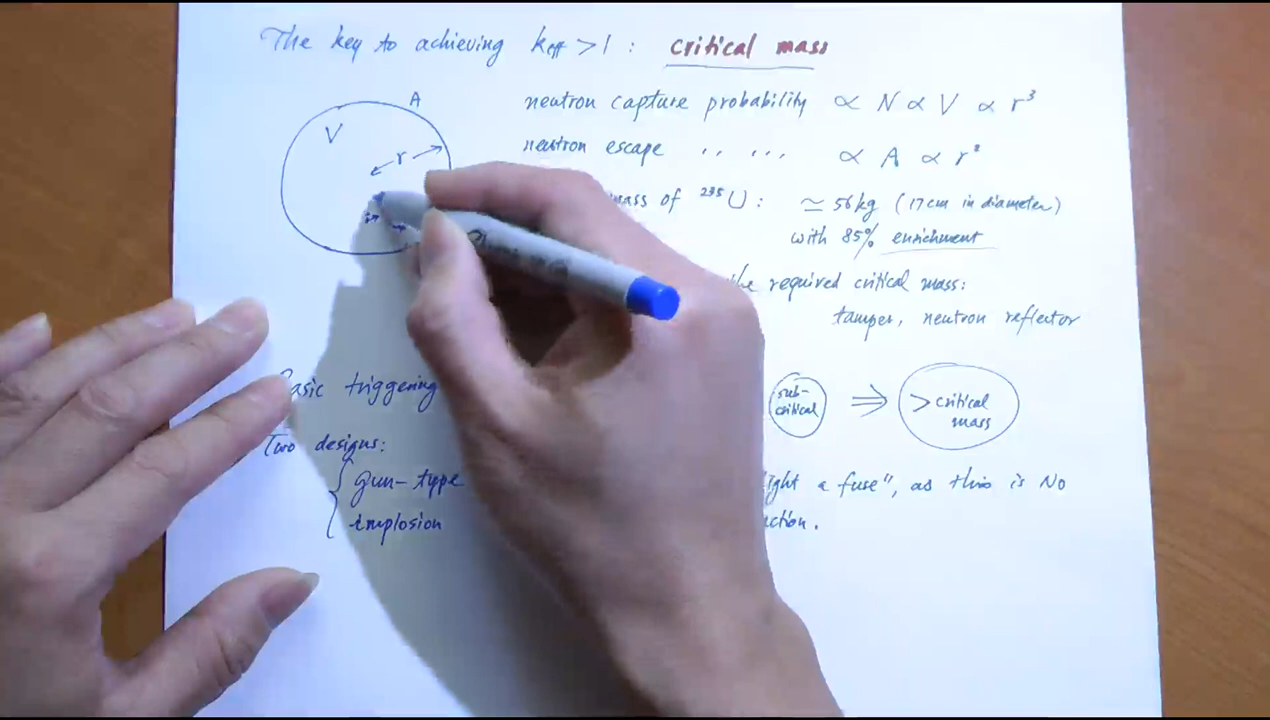 The key to achieving keff > 1 : critical mass
A
V
r
neutron capture probability ∝ N ∝ V ∝ r³
neutron escape .. ... ∝ A ∝ r²
mass of ²³⁵U : ≃ 56 kg (17 cm in diameter)
with 85% enrichment
the required critical mass:
tamper, neutron reflector
Basic triggering
sub-
critical
⇒
> critical
mass
Two designs:
{ Gun-type
implosion
light a fuse", as this is NO